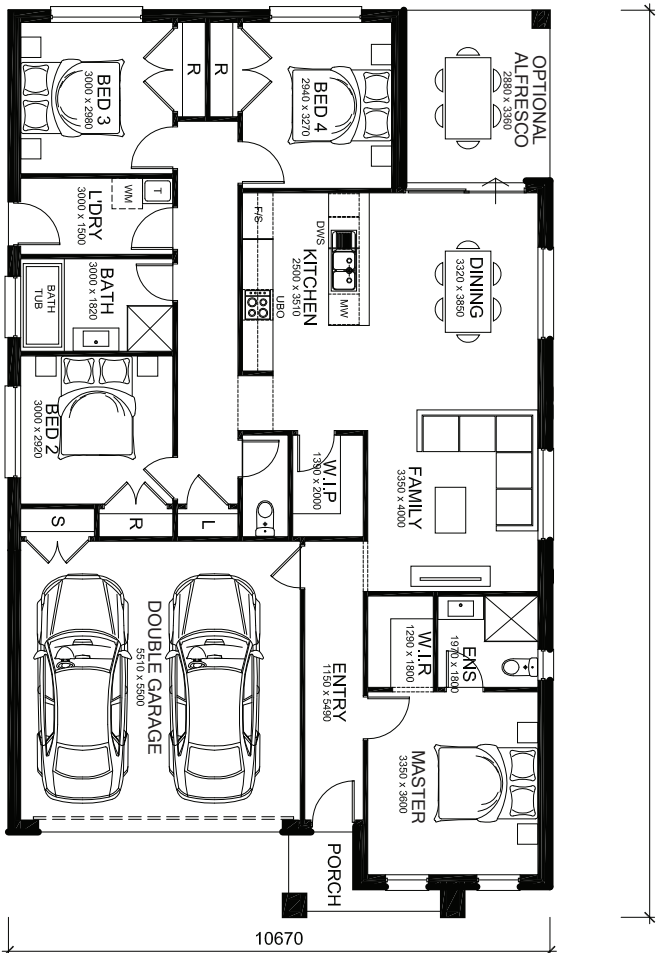 OPTIONAL
ALFRESCO
2880 x 3360
BED 3
3000 x 2980
R
R
BED 4
2940 x 3270
L'DRY
3000 x 1500
WM
T
F/S
DWS
KITCHEN
2500 x 3510
MW
UBO
DINING
3320 x 3850
BATH
3000 x 1820
BATH
TUB
BED 2
3000 x 2920
W.I.P
1390 x 2000
FAMILY
3350 x 4000
S
R
L
DOUBLE GARAGE
5510 x 5500
ENTRY
1150 x 5490
W.I.R
1290 x 1800
ENS
1970 x 1800
MASTER
3350 x 3600
PORCH
10670